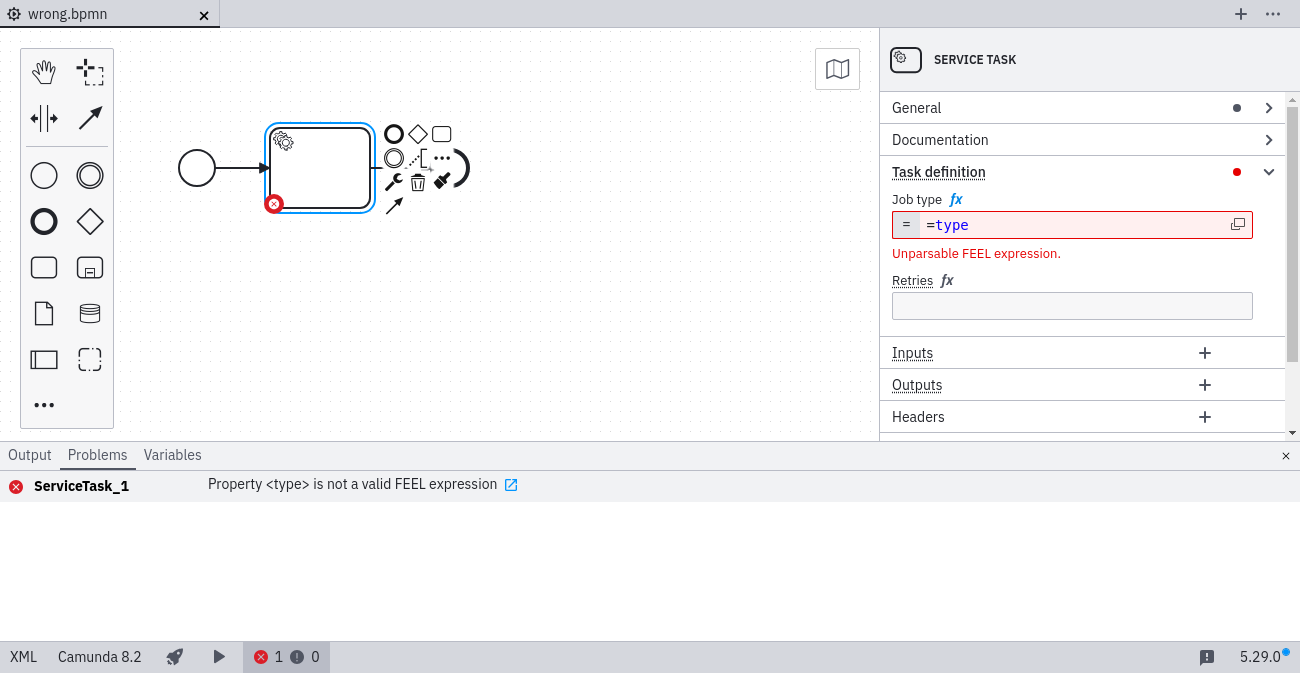 wrong.bpmn
SERVICE TASK
General
Documentation
Task definition
Job type fx
= =type
Unparsable FEEL expression.
Retries fx
Inputs
Outputs
Headers
Output Problems Variables
ServiceTask_1 Property <type> is not a valid FEEL expression
XML Camunda 8.2 1 0 5.29.0